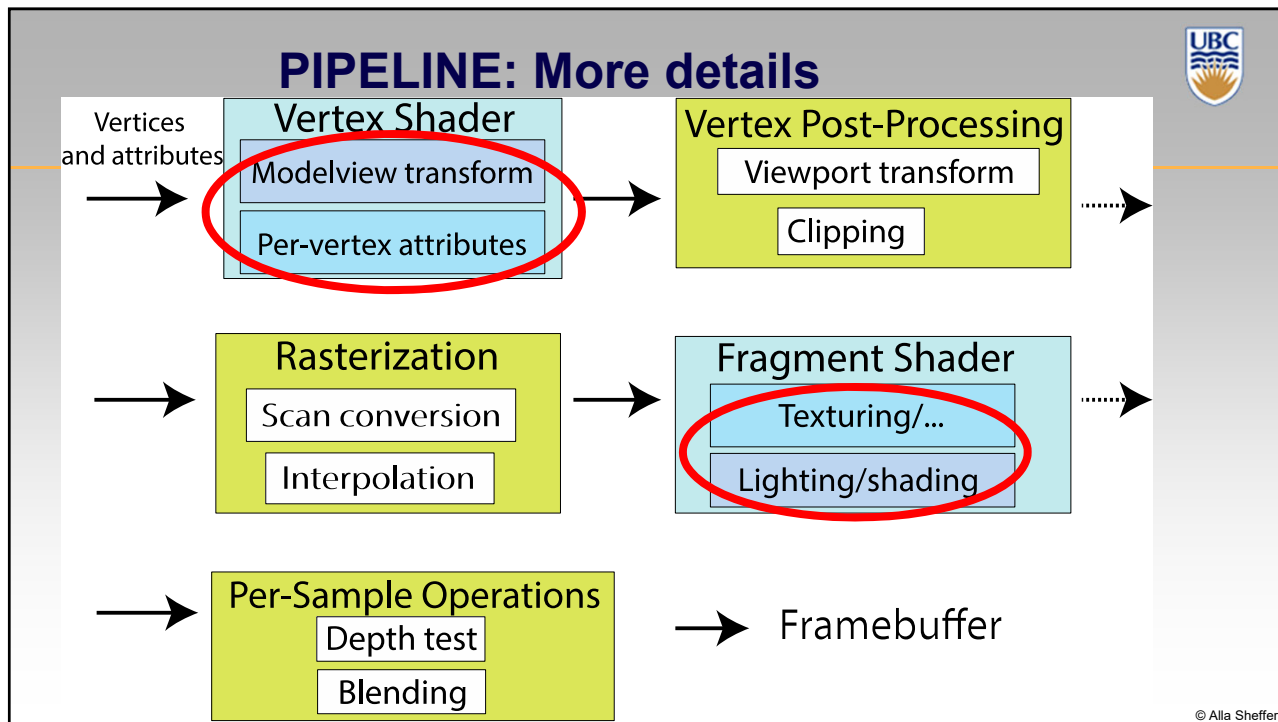 PIPELINE: More details
UBC
Vertices
and attributes
Vertex Shader
Modelview transform
Per-vertex attributes
Vertex Post-Processing
Viewport transform
Clipping
Rasterization
Scan conversion
Interpolation
Fragment Shader
Texturing/...
Lighting/shading
Per-Sample Operations
Depth test
Blending
Framebuffer
© Alla Sheffer